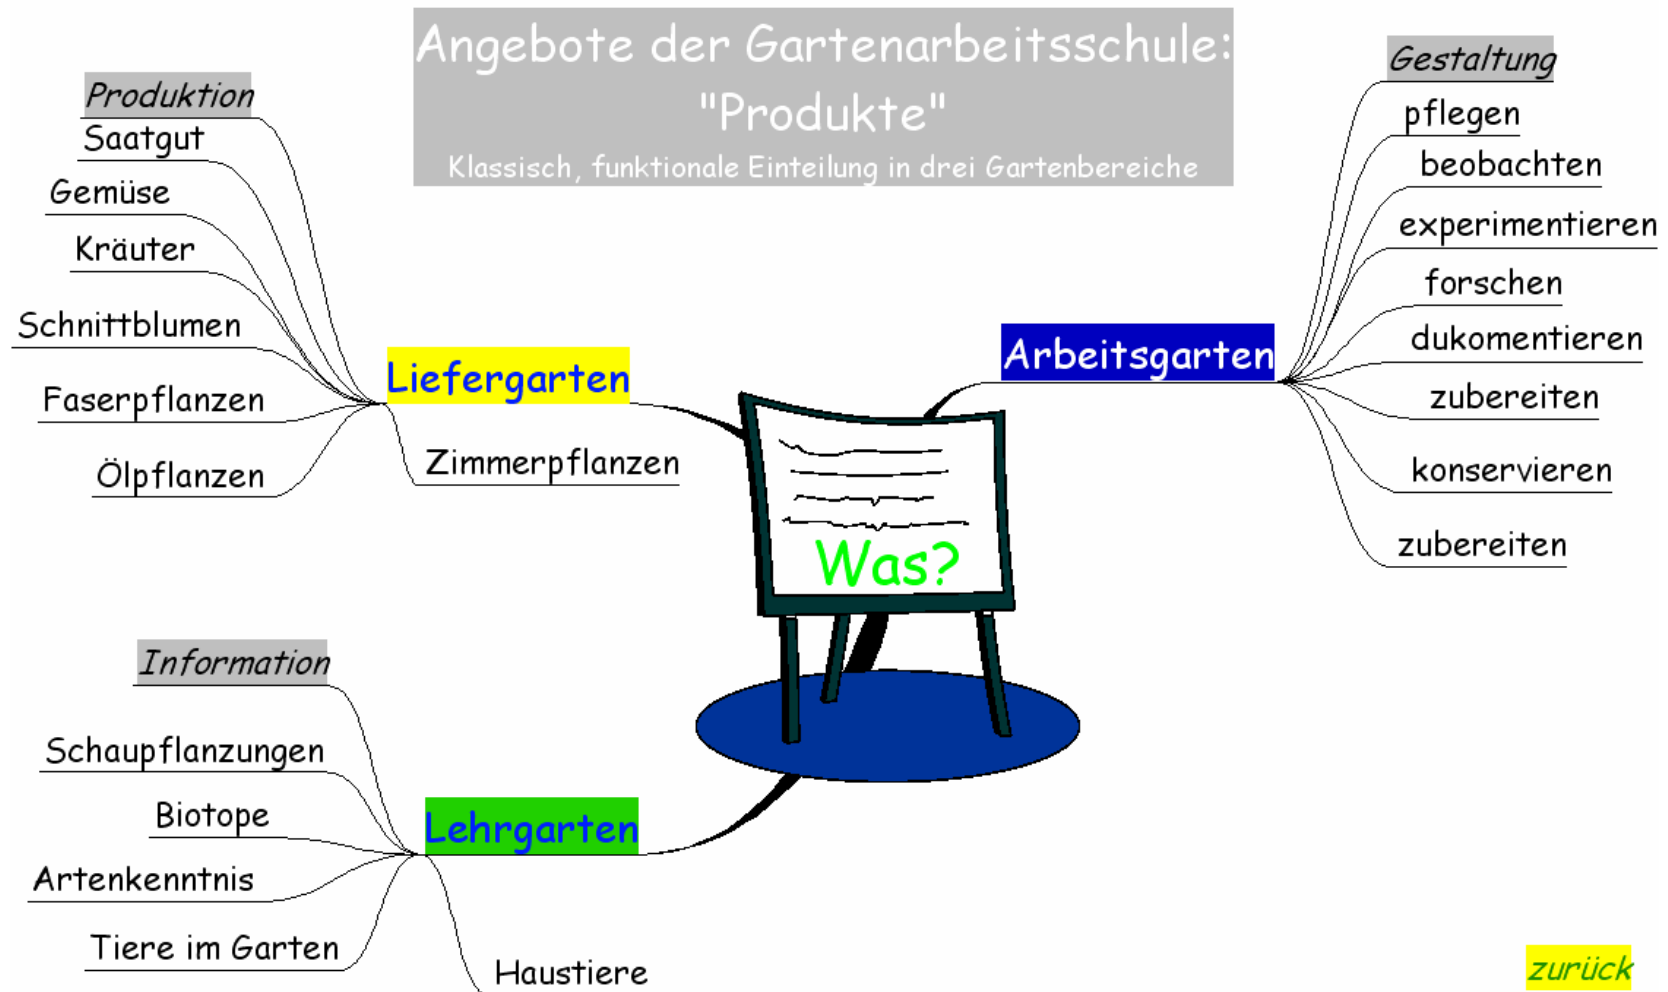 Angebote der Gartenarbeitsschule:
"Produkte"
Klassisch, funktionale Einteilung in drei Gartenbereiche
Produktion
Saatgut
Gemüse
Kräuter
Schnittblumen
Faserpflanzen
Ölpflanzen
Liefergarten
Zimmerpflanzen
Gestaltung
pflegen
beobachten
experimentieren
forschen
dukomentieren
zubereiten
konservieren
zubereiten
Arbeitsgarten
Was?
Information
Schaupflanzungen
Biotope
Artenkenntnis
Tiere im Garten
Lehrgarten
Haustiere
zurück